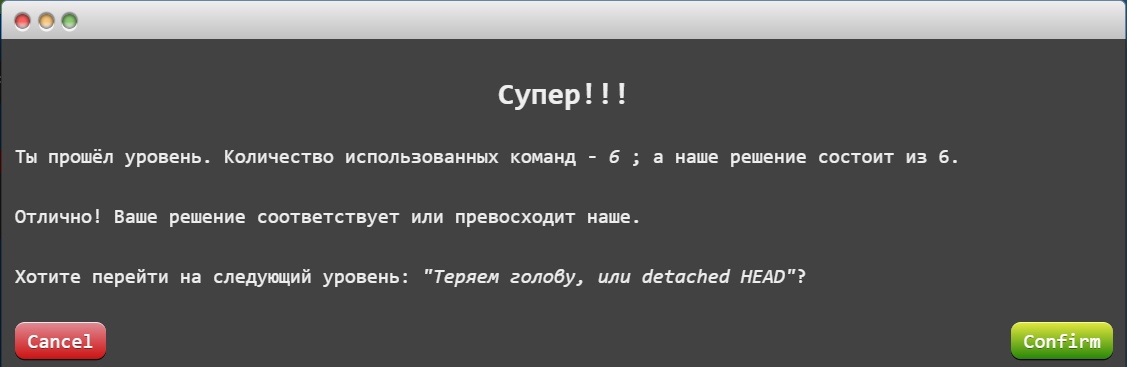 Супер!!!
Ты прошёл уровень. Количество использованных команд - 6 ; а наше решение состоит из 6.
Отлично! Ваше решение соответствует или превосходит наше.
Хотите перейти на следующий уровень: "Теряем голову, или detached HEAD"?
Cancel
Confirm